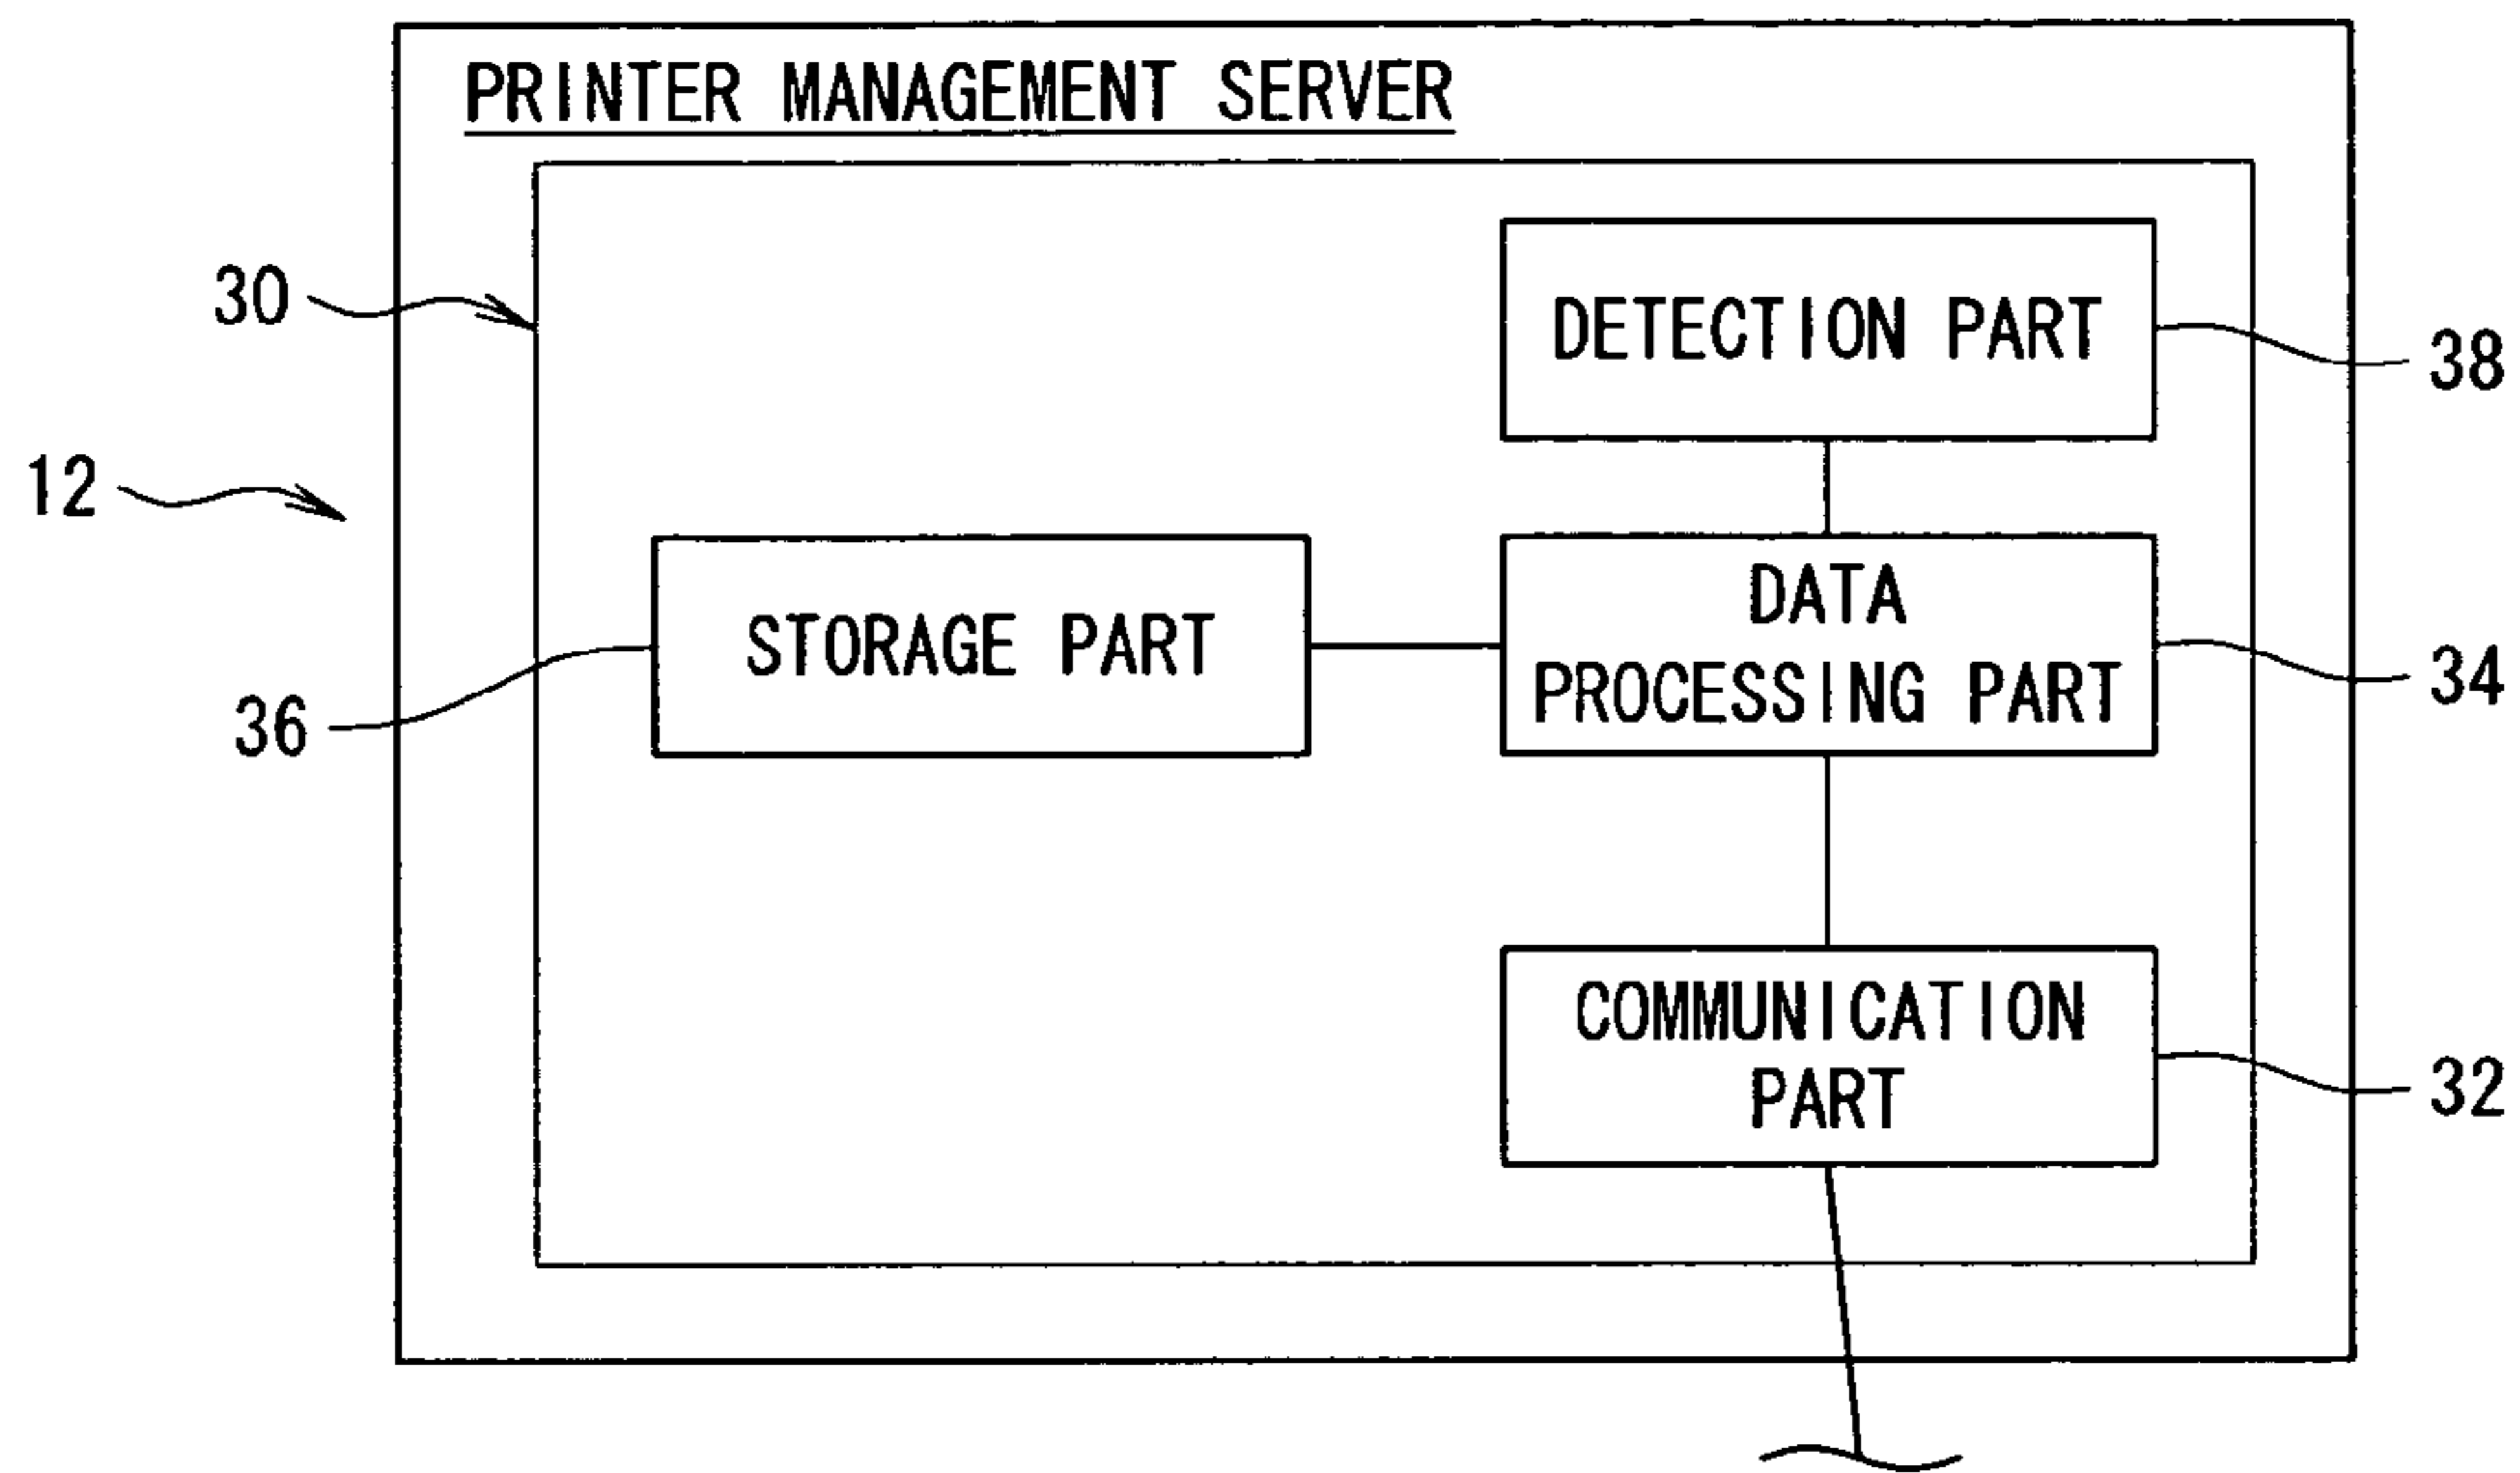 PRINTER MANAGEMENT SERVER
30
DETECTION PART
38
12
STORAGE PART
DATA
PROCESSING PART
34
36
COMMUNICATION
PART
32